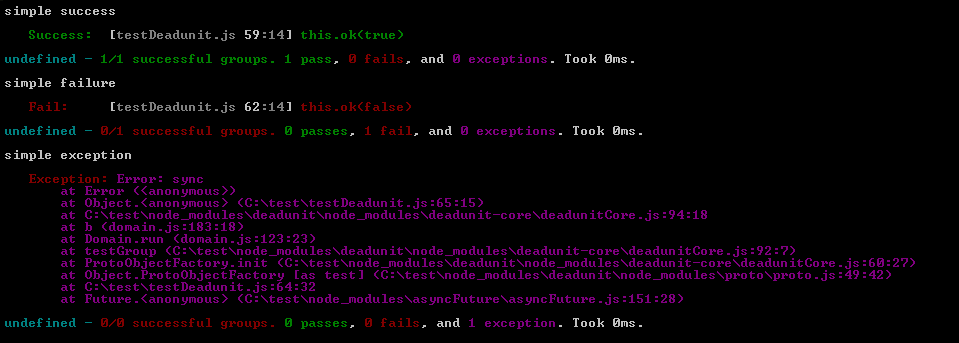 simple success
Success:  [testDeadunit.js 59:14] this.ok(true)
undefined - 1/1 successful groups. 1 pass, 0 fails, and 0 exceptions. Took 0ms.
simple failure
Fail:     [testDeadunit.js 62:14] this.ok(false)
undefined - 0/1 successful groups. 0 passes, 1 fail, and 0 exceptions. Took 0ms.
simple exception
Exception: Error: sync
at Error (<anonymous>)
at Object.<anonymous> (C:\test\testDeadunit.js:65:15)
at C:\test\node_modules\deadunit\node_modules\deadunit-core\deadunitCore.js:94:18
at b (domain.js:183:18)
at Domain.run (domain.js:123:23)
at testGroup (C:\test\node_modules\deadunit\node_modules\deadunit-core\deadunitCore.js:92:7)
at ProtoObjectFactory.init (C:\test\node_modules\deadunit\node_modules\deadunit-core\deadunitCore.js:60:27)
at Object.ProtoObjectFactory [as test] (C:\test\node_modules\deadunit\node_modules\proto\proto.js:49:42)
at C:\test\testDeadunit.js:64:32
at Future.<anonymous> (C:\test\node_modules\asyncFuture\asyncFuture.js:151:28)
undefined - 0/0 successful groups. 0 passes, 0 fails, and 1 exception. Took 0ms.